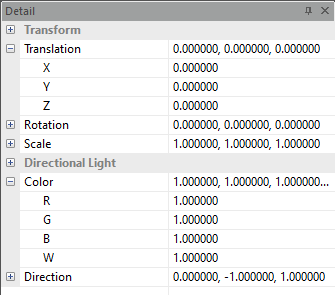 Detail
Transform
Translation 0.000000, 0.000000, 0.000000
X 0.000000
Y 0.000000
Z 0.000000
Rotation 0.000000, 0.000000, 0.000000
Scale 1.000000, 1.000000, 1.000000
Directional Light
Color 1.000000, 1.000000, 1.000000...
R 1.000000
G 1.000000
B 1.000000
W 1.000000
Direction 0.000000, -1.000000, 1.000000